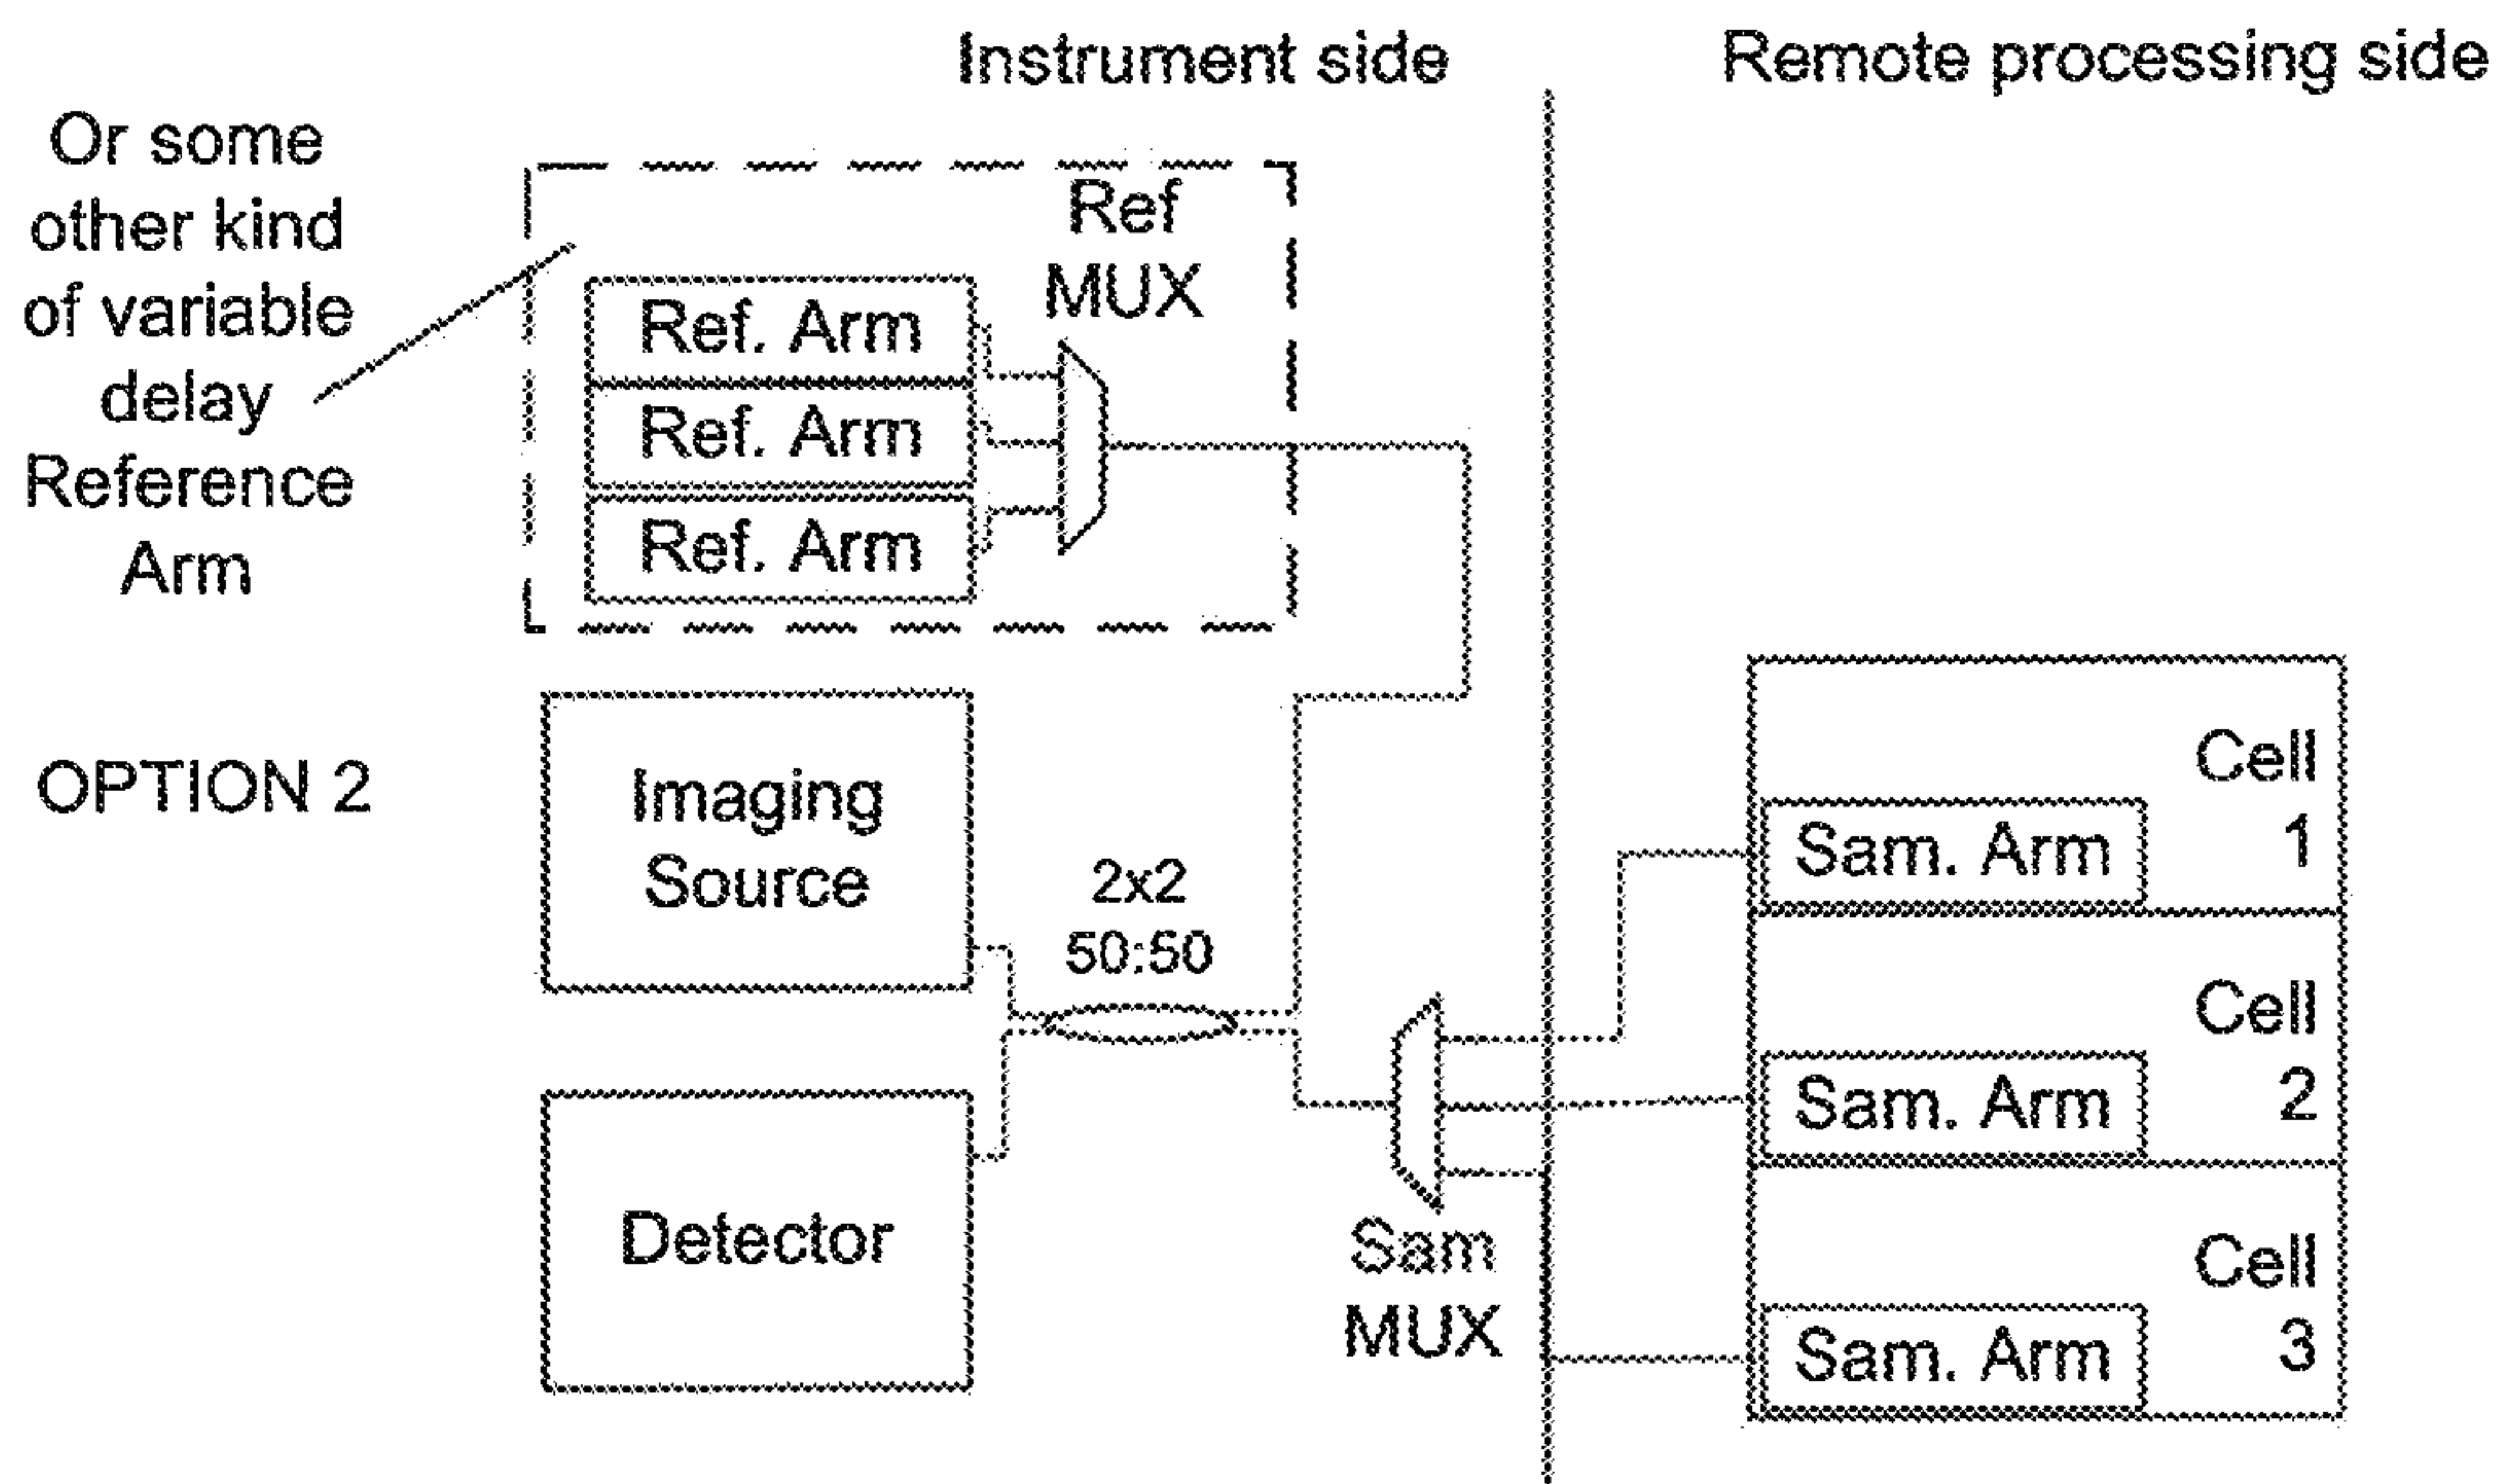 Instrument side
Remote processing side
Or some
other kind
of variable
delay
Reference
Arm
Ref
MUX
Ref. Arm
Ref. Arm
Ref. Arm
OPTION 2
Imaging
Source
2x2
50:50
Detector
Sam
MUX
Cell
1
Sam. Arm
Cell
2
Sam. Arm
Cell
3
Sam. Arm